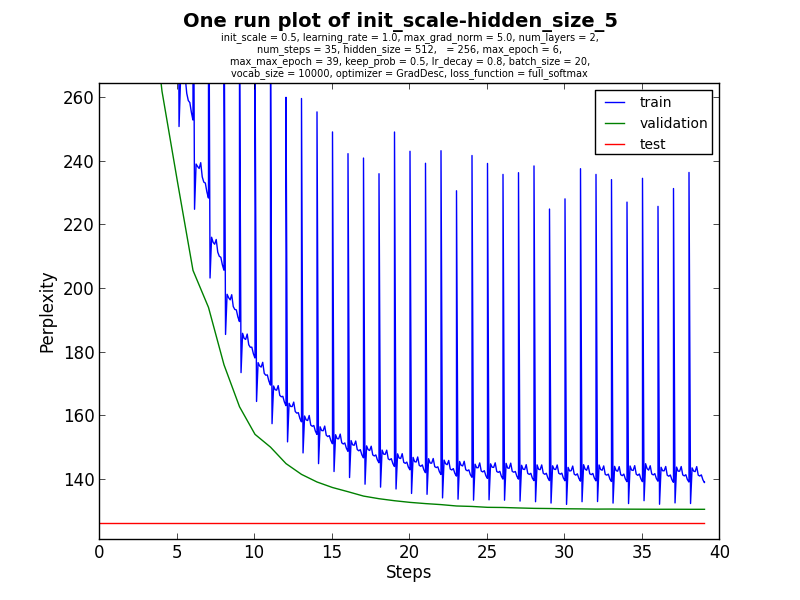 One run plot of init_scale-hidden_size_5
init_scale = 0.5, learning_rate = 1.0, max_grad_norm = 5.0, num_layers = 2,
num_steps = 35, hidden_size = 512,   = 256, max_epoch = 6,
max_max_epoch = 39, keep_prob = 0.5, lr_decay = 0.8, batch_size = 20,
vocab_size = 10000, optimizer = GradDesc, loss_function = full_softmax
train
validation
test
Perplexity
260
240
220
200
180
160
140
0 5 10 15 20 25 30 35 40
Steps